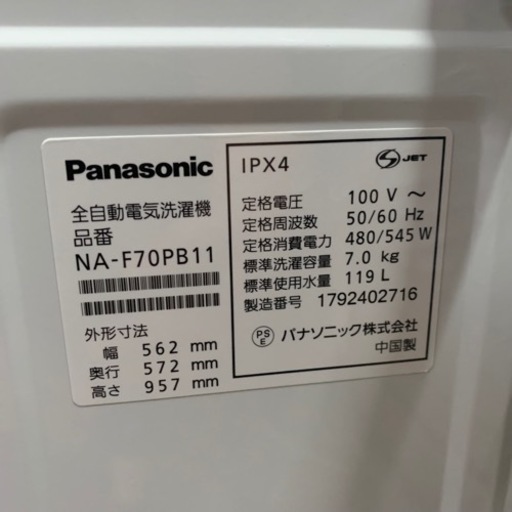 Panasonic
全自動電気洗濯機
品番
NA-F70PB11
外形寸法
幅 562 mm
奥行 572 mm
高さ 957 mm
IPX4
S JET
定格電圧 100 V ～
定格周波数 50/60 Hz
定格消費電力 480/545 W
標準洗濯容量 7.0 kg
標準使用水量 119 L
製造番号 1792402716
PS E パナソニック株式会社
中国製